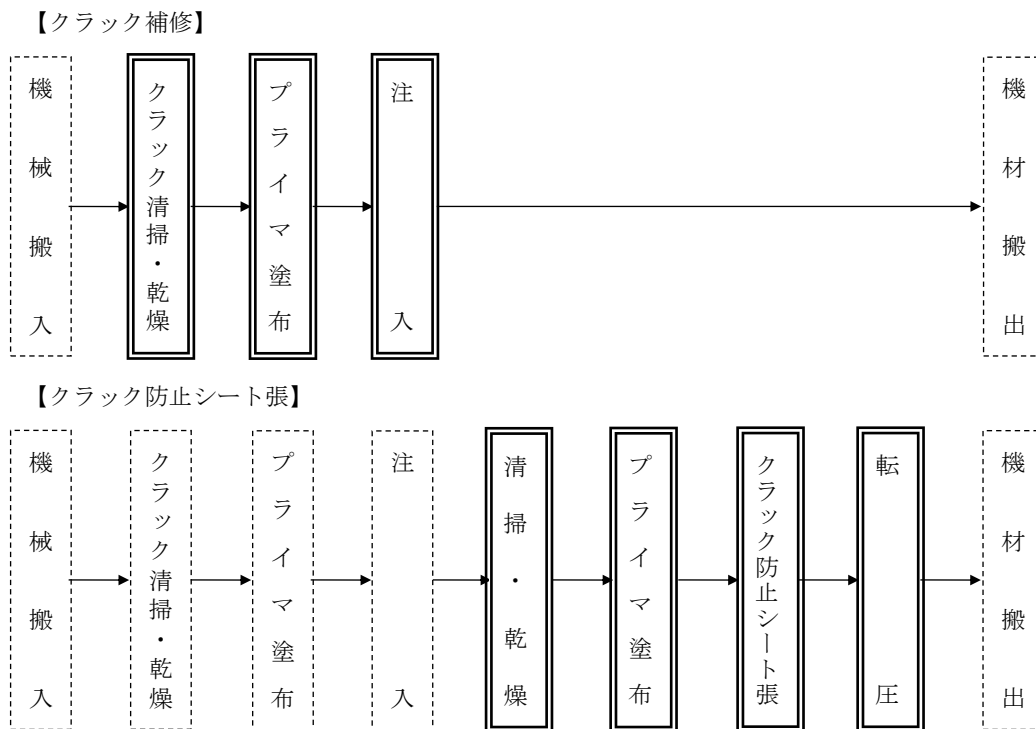 【クラック補修】
機械搬入
クラック清掃・乾燥
プライマ塗布
注入
機材搬出
【クラック防止シート張】
機械搬入
クラック清掃・乾燥
プライマ塗布
注入
清掃・乾燥
プライマ塗布
クラック防止シート張
転圧
機材搬出